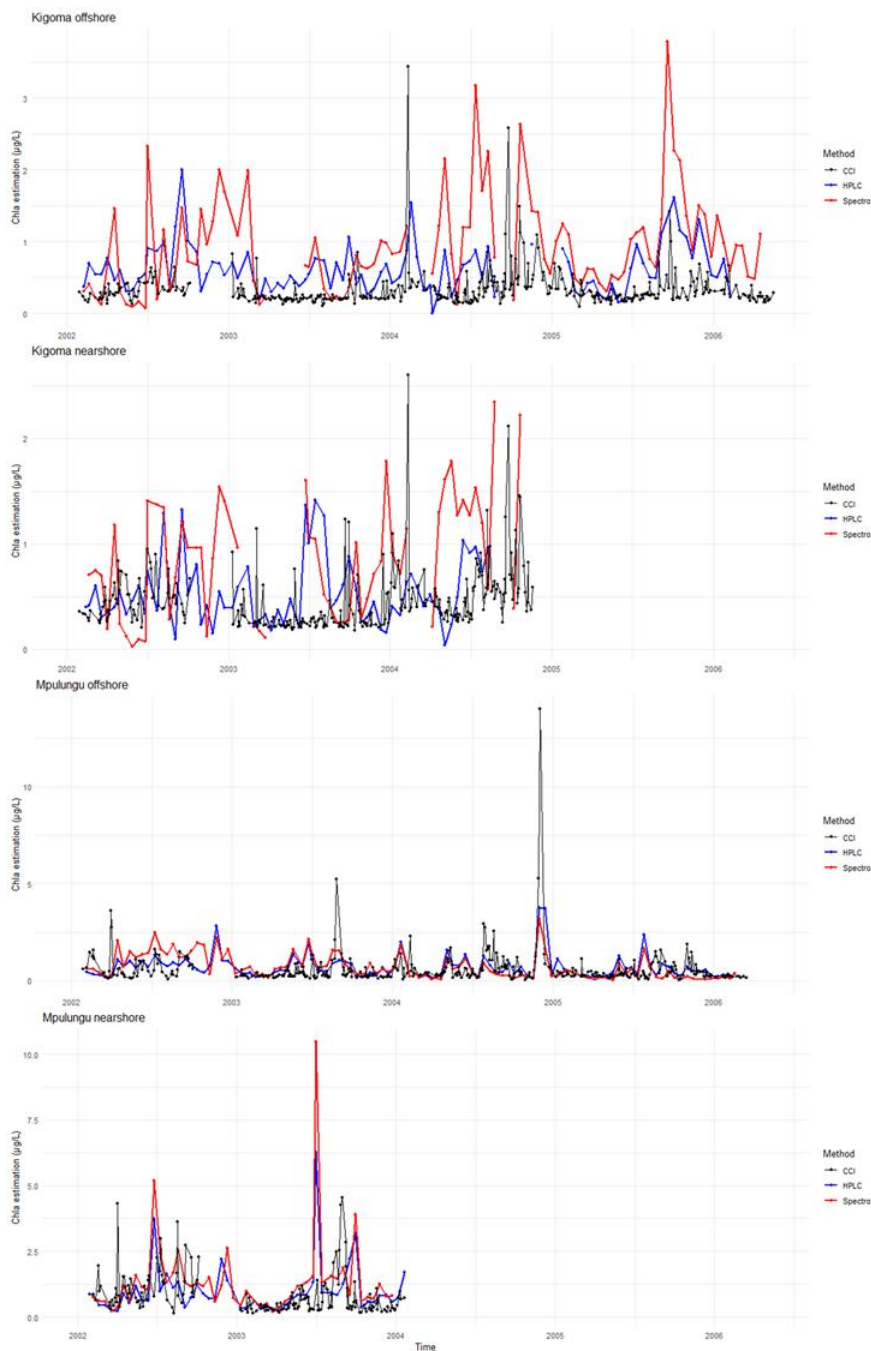 Kigoma offshore
Chla estimation (µg/L)
3
2
1
0
2002 2003 2004 2005 2006
Method
CCI
HPLC
Spectro
Kigoma nearshore
Chla estimation (µg/L)
2
1
0
2002 2003 2004 2005 2006
Method
CCI
HPLC
Spectro
Mpulungu offshore
Chla estimation (µg/L)
10
5
0
2002 2003 2004 2005 2006
Method
CCI
HPLC
Spectro
Mpulungu nearshore
Chla estimation (µg/L)
10.0
7.5
5.0
2.5
0.0
2002 2003 2004 2005 2006
Time
Method
CCI
HPLC
Spectro